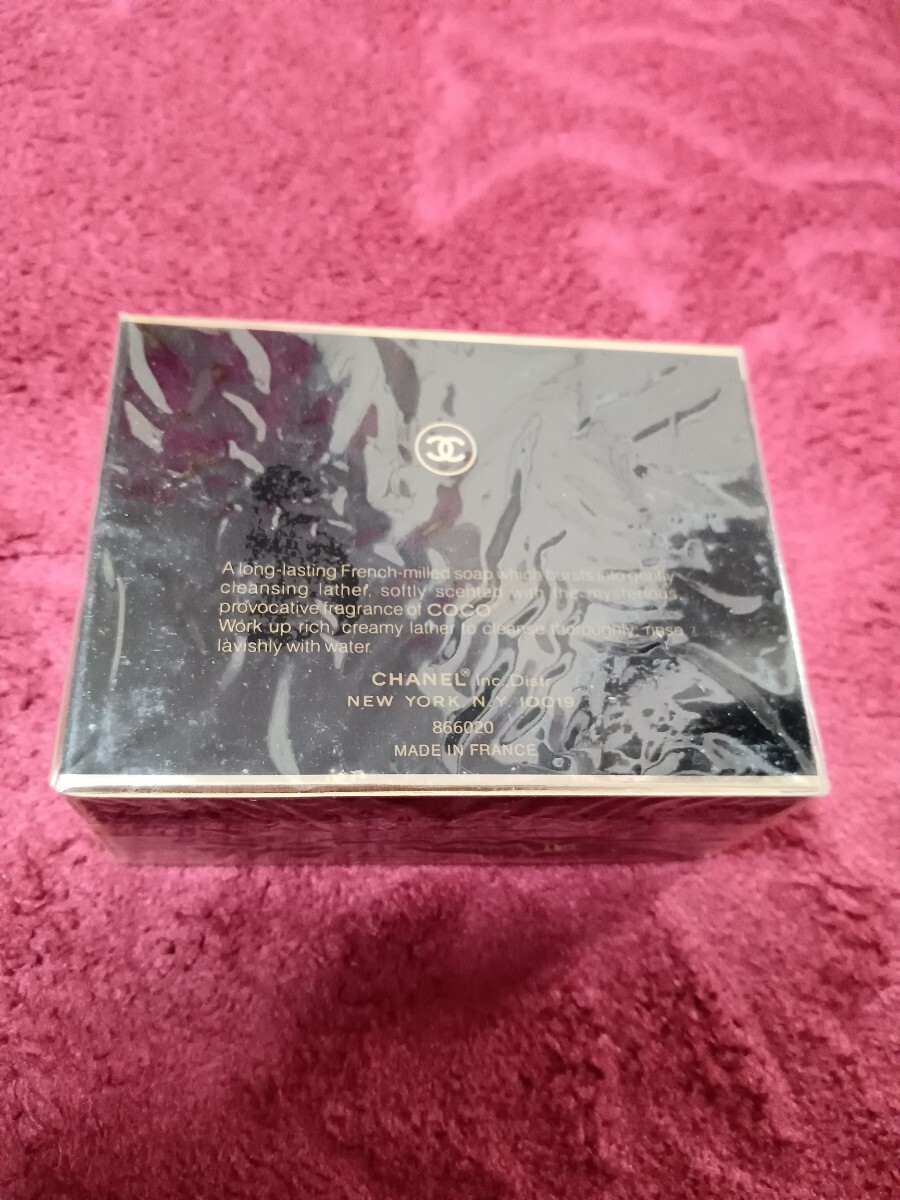 A long-lasting French-milled soap which bursts into gently
cleansing lather, softly scented with the mysterious,
provocative fragrance of COCO.
Work up rich, creamy lather to cleanse thoroughly; rinse
lavishly with water.
CHANEL® Inc. Distr.
NEW YORK N.Y. 10019
866020
MADE IN FRANCE